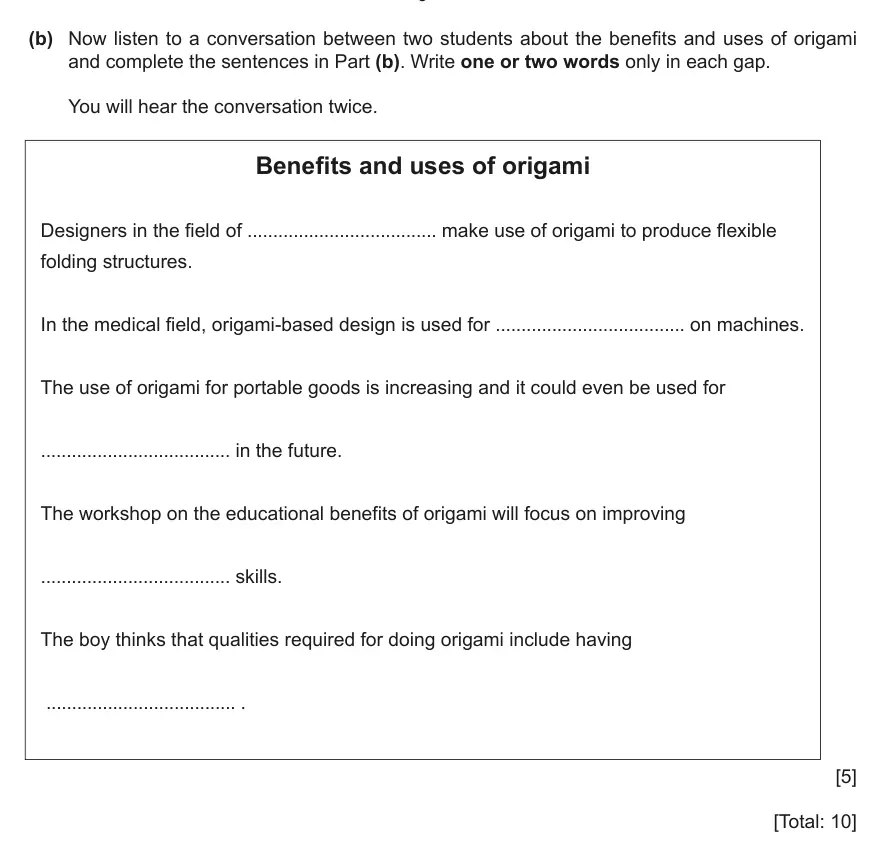 (b) Now listen to a conversation between two students about the benefits and uses of origami
and complete the sentences in Part (b). Write one or two words only in each gap.
You will hear the conversation twice.
Benefits and uses of origami
Designers in the field of ..................................... make use of origami to produce flexible
folding structures.
In the medical field, origami-based design is used for ..................................... on machines.
The use of origami for portable goods is increasing and it could even be used for
..................................... in the future.
The workshop on the educational benefits of origami will focus on improving
..................................... skills.
The boy thinks that qualities required for doing origami include having
..................................... .
[5]
[Total: 10]